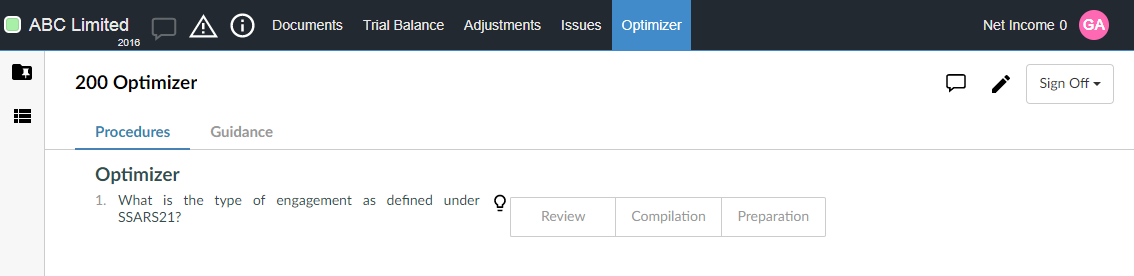 ABC Limited Documents Trial Balance Adjustments Issues Optimizer Net Income 0 GA
2016
200 Optimizer Sign Off
Procedures Guidance
Optimizer
1. What is the type of engagement as defined under
SSARS21?
Review Compilation Preparation